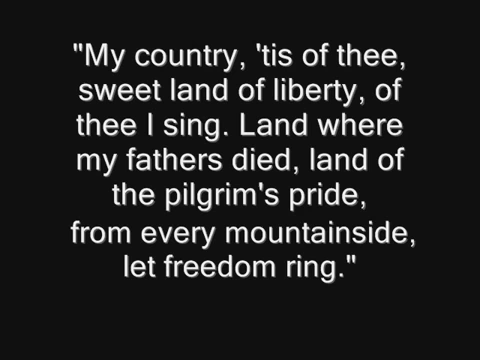 "My country, 'tis of thee,
sweet land of liberty, of
thee I sing. Land where
my fathers died, land of
the pilgrim's pride,
from every mountainside,
let freedom ring."